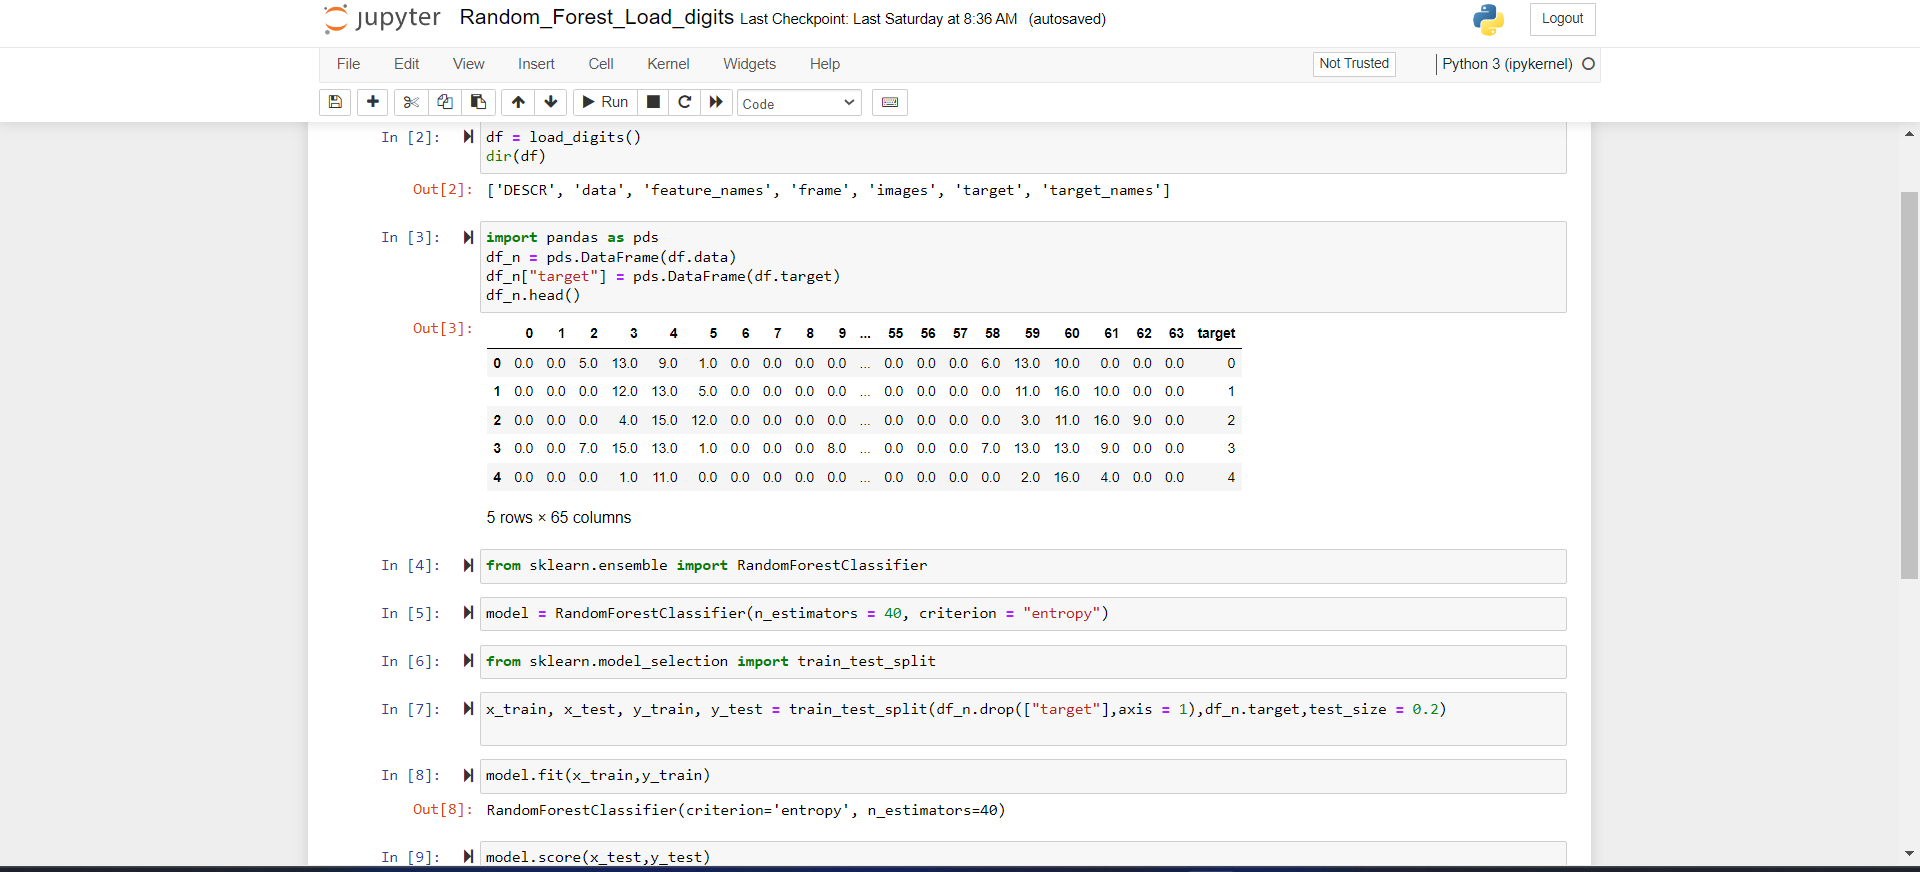 jupyter Random_Forest_Load_digits Last Checkpoint: Last Saturday at 8:36 AM (autosaved) Logout
File Edit View Insert Cell Kernel Widgets Help Not Trusted Python 3 (ipykernel)
Run Code
In [2]: df = load_digits()
dir(df)
Out[2]: ['DESCR', 'data', 'feature_names', 'frame', 'images', 'target', 'target_names']
In [3]: import pandas as pds
df_n = pds.DataFrame(df.data)
df_n["target"] = pds.DataFrame(df.target)
df_n.head()
Out[3]: 0 1 2 3 4 5 6 7 8 9 ... 55 56 57 58 59 60 61 62 63 target
0 0.0 0.0 5.0 13.0 9.0 1.0 0.0 0.0 0.0 0.0 ... 0.0 0.0 0.0 6.0 13.0 10.0 0.0 0.0 0.0 0
1 0.0 0.0 0.0 12.0 13.0 5.0 0.0 0.0 0.0 0.0 ... 0.0 0.0 0.0 0.0 11.0 16.0 10.0 0.0 0.0 1
2 0.0 0.0 0.0 4.0 15.0 12.0 0.0 0.0 0.0 0.0 ... 0.0 0.0 0.0 0.0 3.0 11.0 16.0 9.0 0.0 2
3 0.0 0.0 7.0 15.0 13.0 1.0 0.0 0.0 0.0 8.0 ... 0.0 0.0 0.0 7.0 13.0 13.0 9.0 0.0 0.0 3
4 0.0 0.0 0.0 1.0 11.0 0.0 0.0 0.0 0.0 0.0 ... 0.0 0.0 0.0 0.0 2.0 16.0 4.0 0.0 0.0 4
5 rows × 65 columns
In [4]: from sklearn.ensemble import RandomForestClassifier
In [5]: model = RandomForestClassifier(n_estimators = 40, criterion = "entropy")
In [6]: from sklearn.model_selection import train_test_split
In [7]: x_train, x_test, y_train, y_test = train_test_split(df_n.drop(["target"],axis = 1),df_n.target,test_size = 0.2)
In [8]: model.fit(x_train,y_train)
Out[8]: RandomForestClassifier(criterion='entropy', n_estimators=40)
In [9]: model.score(x_test,y_test)